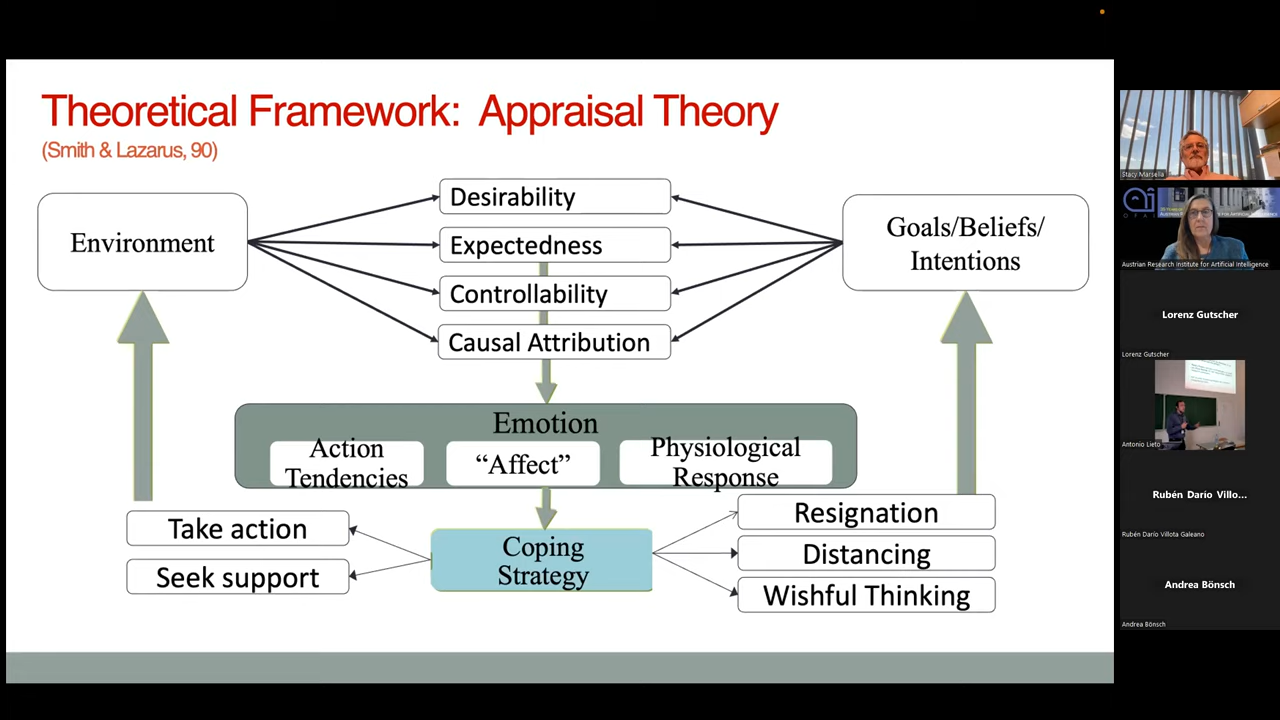 Theoretical Framework: Appraisal Theory
(Smith & Lazarus, 90)
Environment
Desirability
Expectedness
Controllability
Causal Attribution
Goals/Beliefs/
Intentions
Emotion
Action
Tendencies
“Affect”
Physiological
Response
Coping
Strategy
Take action
Seek support
Resignation
Distancing
Wishful Thinking
Stacy Marsella
Austrian Research Institute for Artificial Intelligence
Lorenz Gutscher
Lorenz Gutscher
Antonio Lieto
Rubén Darío Villo...
Rubén Darío Villota Galeano
Andrea Bönsch
Andrea Bönsch